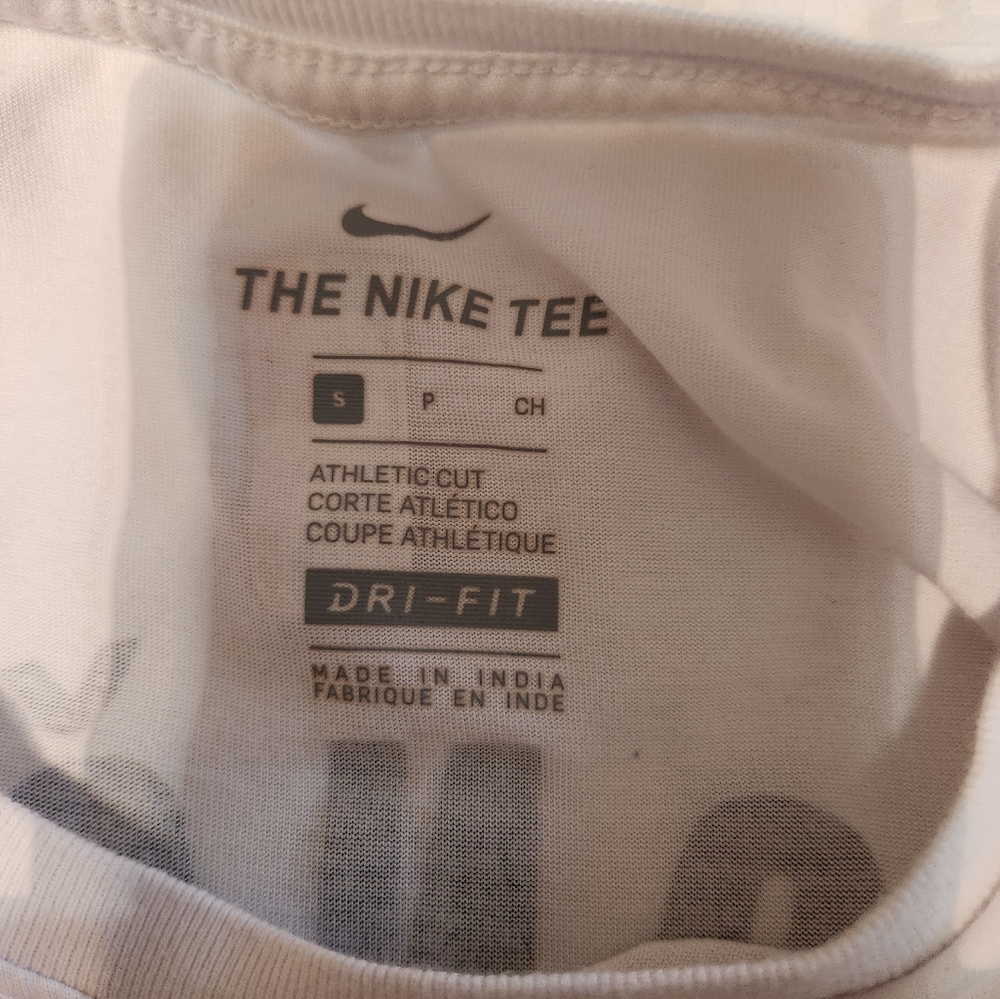 THE NIKE TEE
S P CH
ATHLETIC CUT
CORTE ATLÉTICO
COUPE ATHLÉTIQUE
DRI-FIT
MADE IN INDIA
FABRIQUE EN INDE